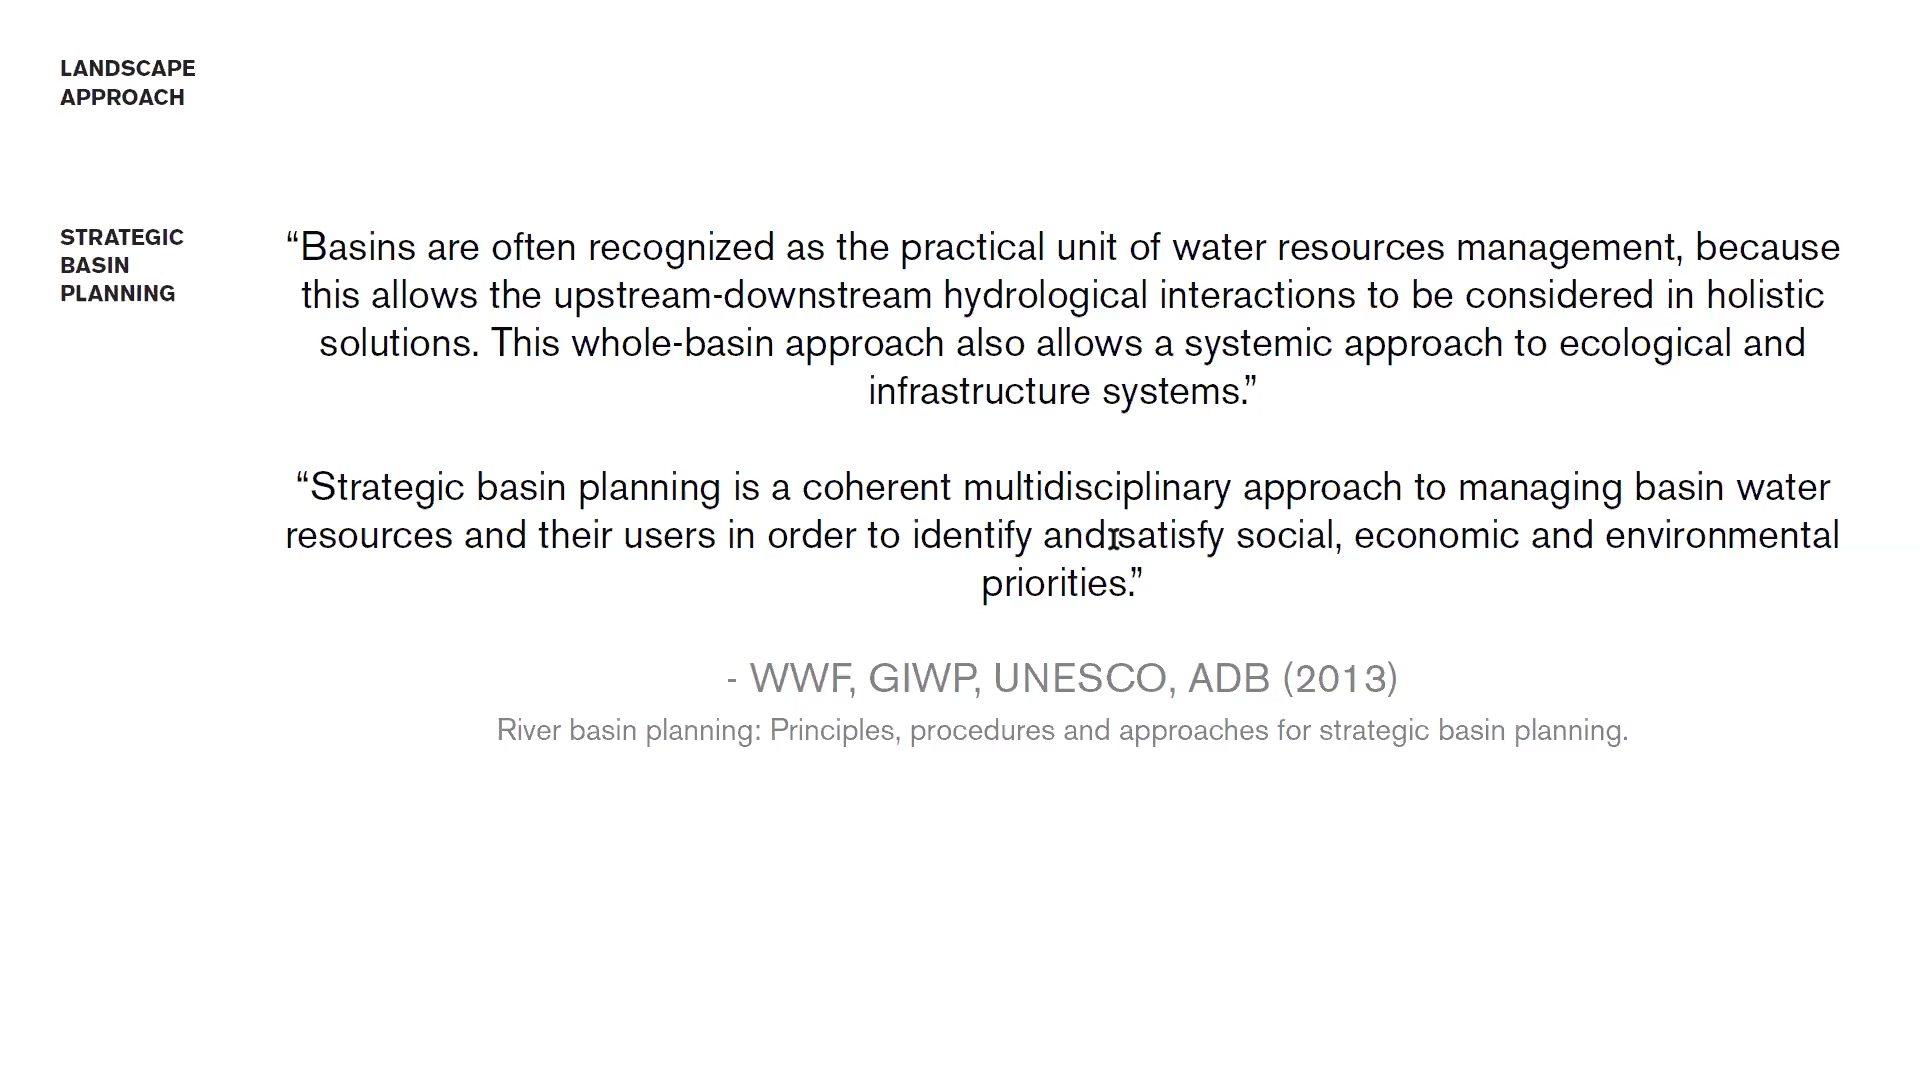 LANDSCAPE
APPROACH
STRATEGIC
BASIN
PLANNING
“Basins are often recognized as the practical unit of water resources management, because
this allows the upstream-downstream hydrological interactions to be considered in holistic
solutions. This whole-basin approach also allows a systemic approach to ecological and
infrastructure systems.”
“Strategic basin planning is a coherent multidisciplinary approach to managing basin water
resources and their users in order to identify and satisfy social, economic and environmental
priorities.”
- WWF, GIWP, UNESCO, ADB (2013)
River basin planning: Principles, procedures and approaches for strategic basin planning.